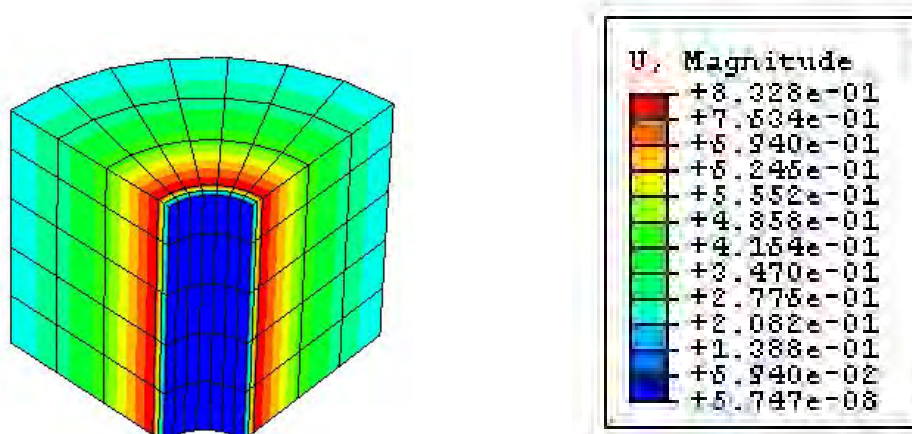 U, Magnitude
+8.328e-01
+7.634e-01
+6.940e-01
+6.246e-01
+5.552e-01
+4.858e-01
+4.164e-01
+3.470e-01
+2.776e-01
+2.082e-01
+1.388e-01
+6.940e-02
+5.747e-08